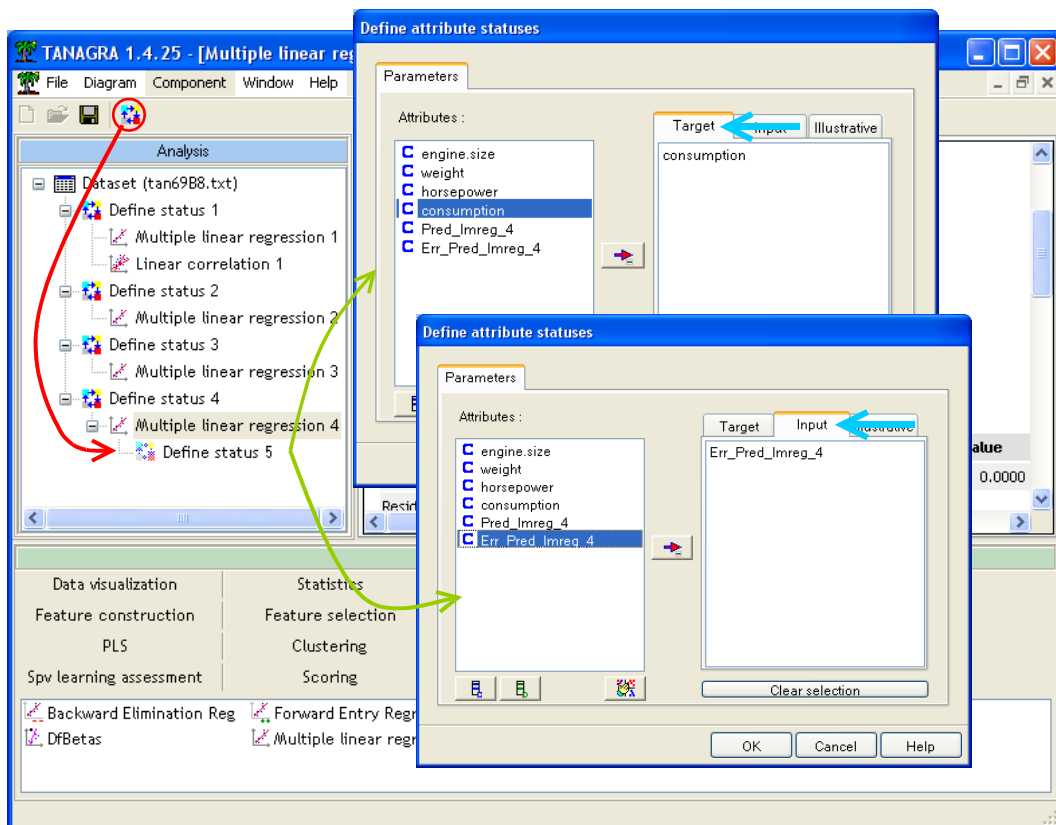 Define attribute statuses
TANAGRA 1.4.25 - [Multiple linear re
File Diagram Component Window Help
Parameters
Attributes :
Target Input Illustrative
engine.size
weight
horsepower
consumption
Pred_lmreg_4
Err_Pred_lmreg_4
consumption
Analysis
Dataset (tan69B8.txt)
Define status 1
Multiple linear regression 1
Linear correlation 1
Define status 2
Multiple linear regression 2
Define status 3
Multiple linear regression 3
Define status 4
Multiple linear regression 4
Define status 5
Define attribute statuses
Parameters
Attributes :
Target Input Illustrative
engine.size
weight
horsepower
consumption
Pred_lmreg_4
Err_Pred_lmreg_4
Err_Pred_lmreg_4
Clear selection
OK Cancel Help
alue
0.0000
Resid
Data visualization Statistics
Feature construction Feature selection
PLS Clustering
Spv learning assessment Scoring
Backward Elimination Reg Forward Entry Regr
DfBetas Multiple linear regr